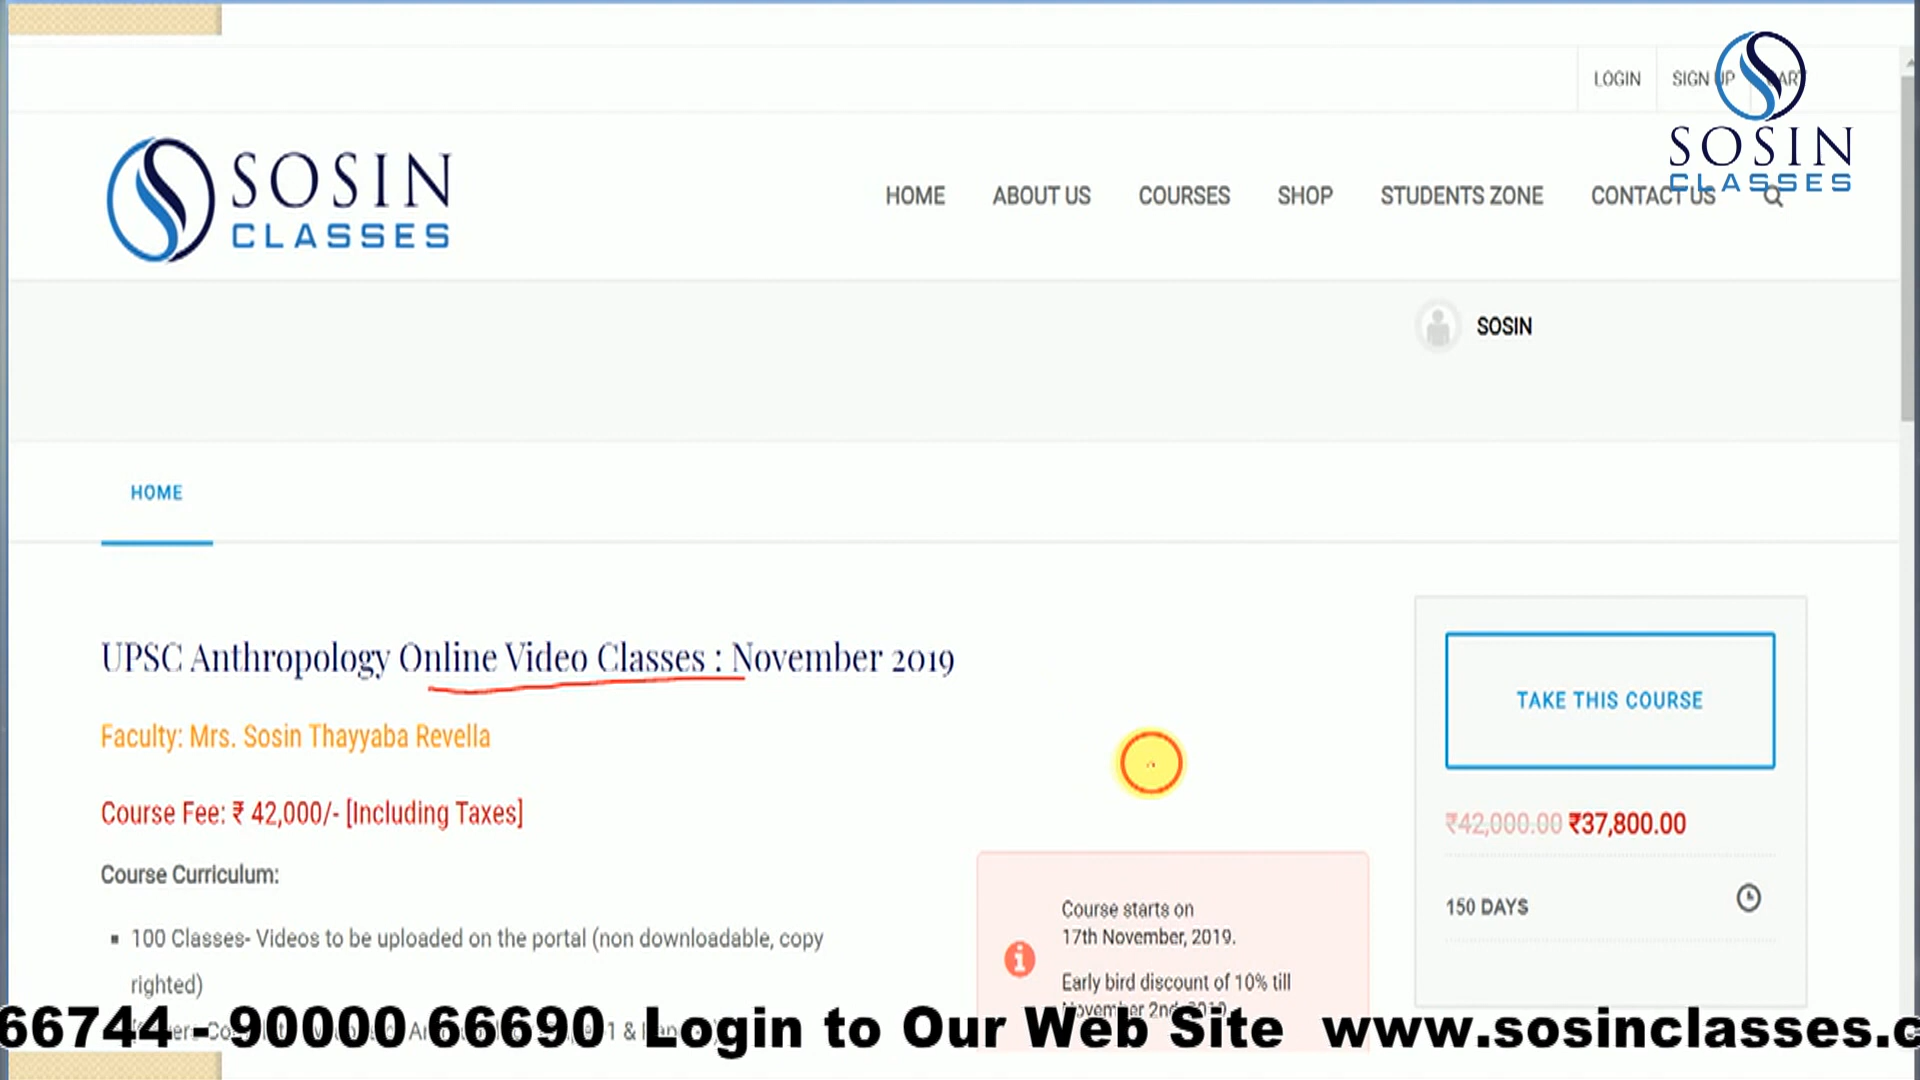 LOGIN SIGN UP
SOSIN
CLASSES
SOSIN
CLASSES
HOME ABOUT US COURSES SHOP STUDENTS ZONE CONTACT US
SOSIN
HOME
UPSC Anthropology Online Video Classes : November 2019
TAKE THIS COURSE
Faculty: Mrs. Sosin Thayyaba Revella
Course Fee: ₹ 42,000/- [Including Taxes]
₹42,000.00 ₹37,800.00
Course Curriculum:
150 DAYS
Course starts on
17th November, 2019.
100 Classes- Videos to be uploaded on the portal (non downloadable, copy
righted)
Early bird discount of 10% till
November 2nd, 2019
66744 - 90000 66690 Login to Our Web Site www.sosinclasses.c